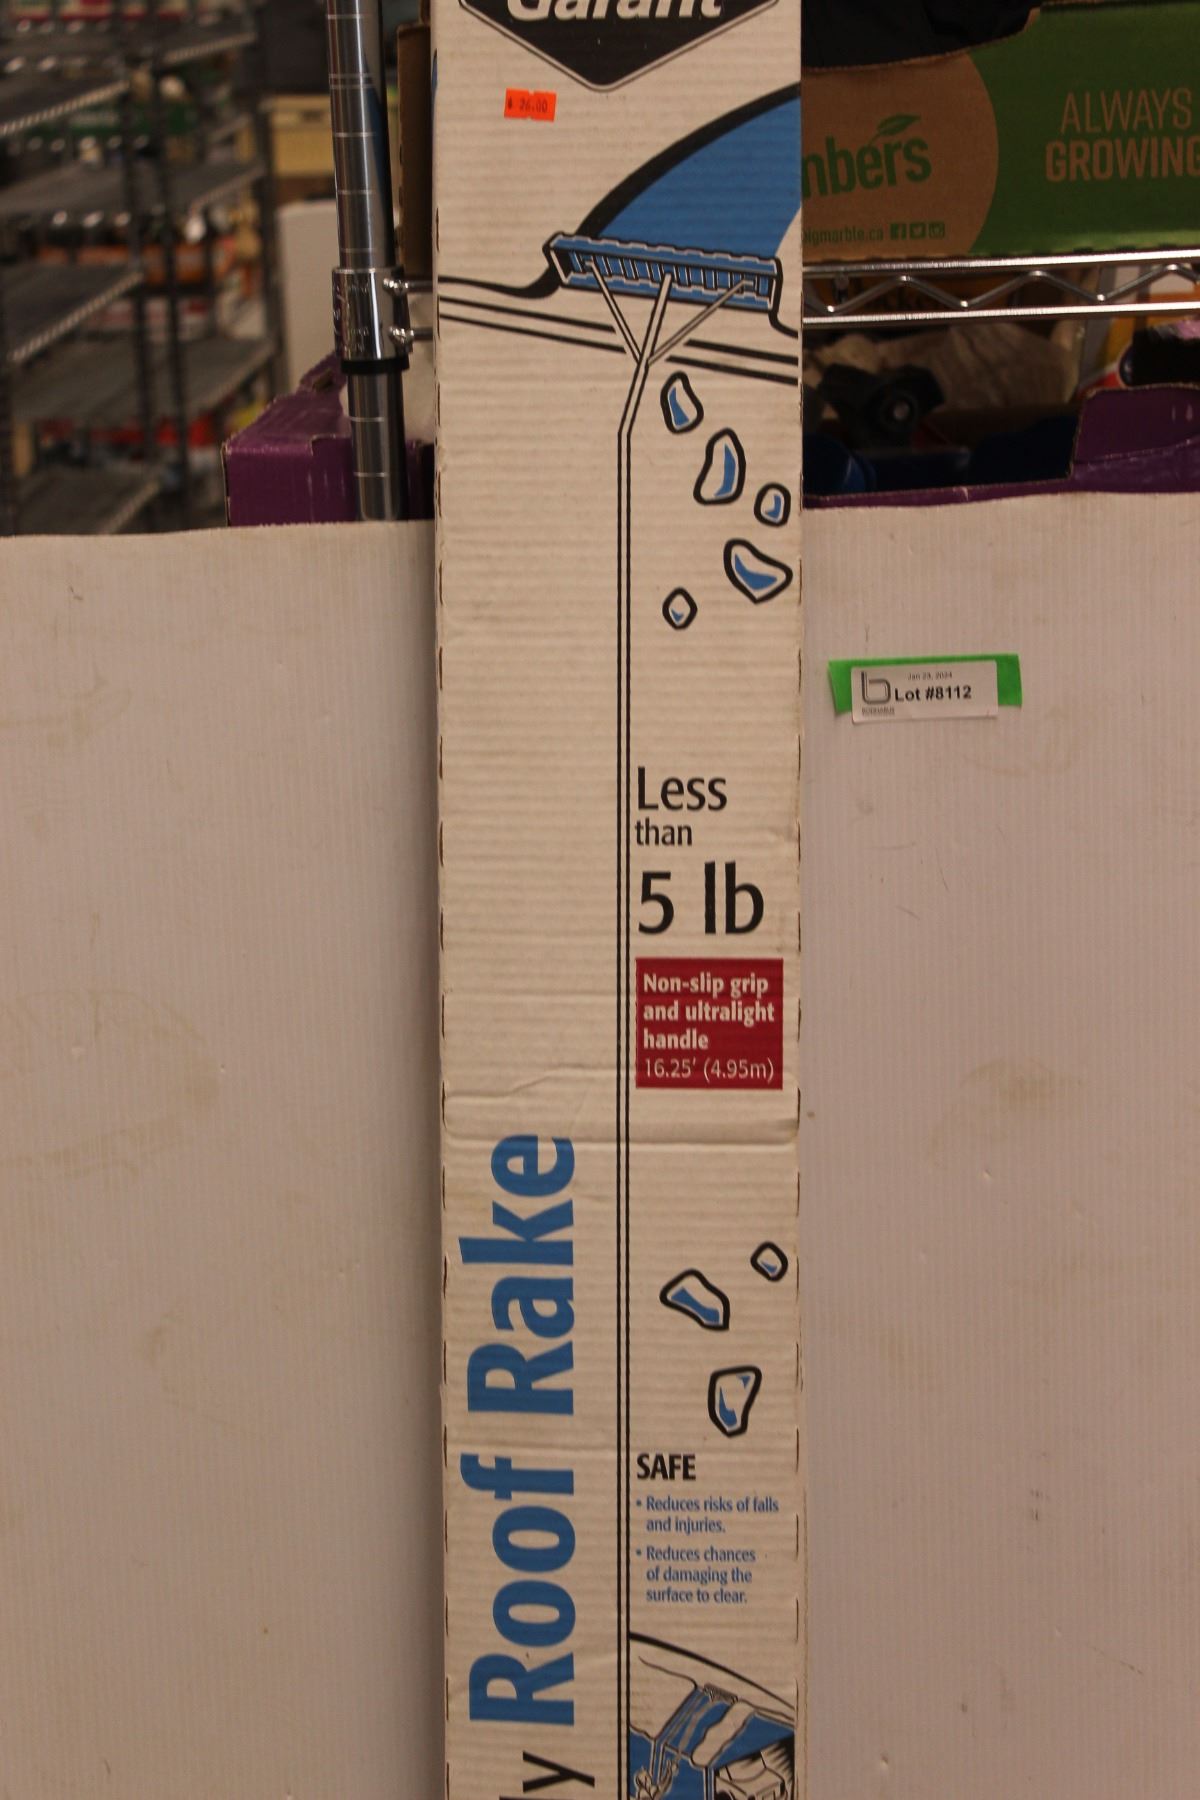 Garant
$ 26.00
mbers
ALWAYS
GROWING
bigmarble.ca
Jan 23, 2024
Lot #8112
Less
than
5 lb
Non-slip grip
and ultralight
handle
16.25' (4.95m)
Roof Rake
SAFE
• Reduces risks of falls
and injuries.
• Reduces chances
of damaging the
surface to clear.